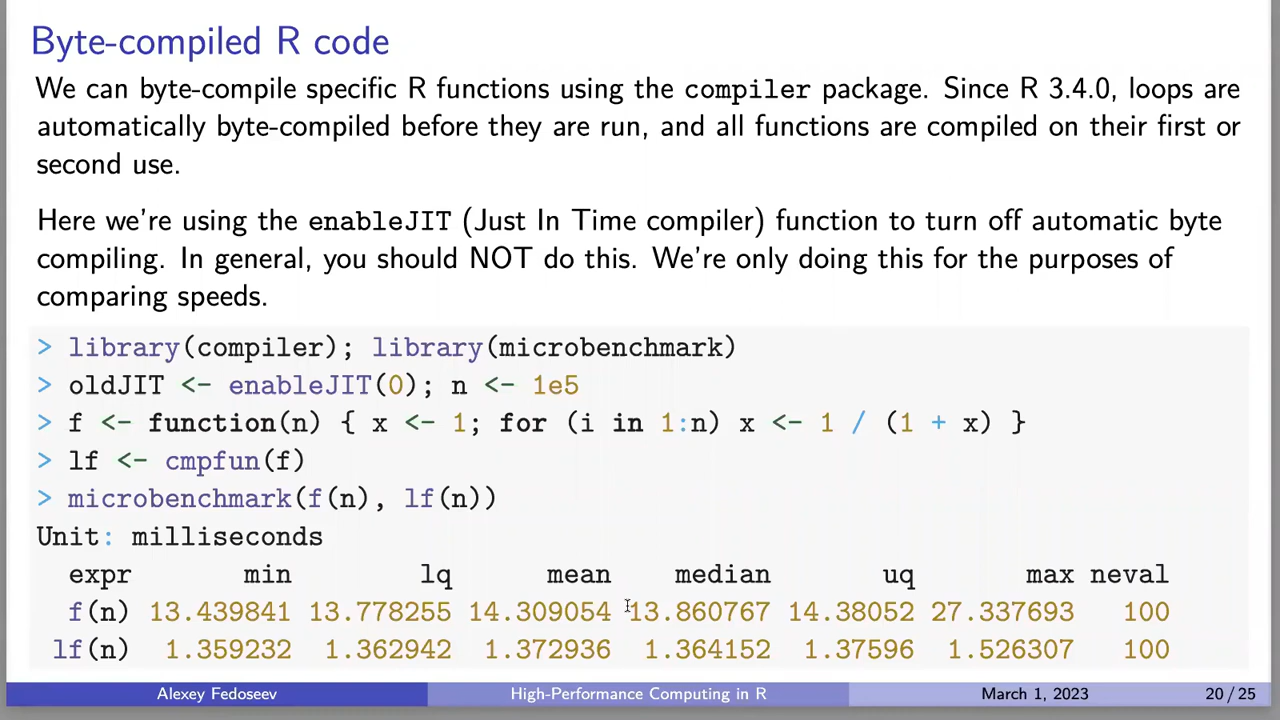 Byte-compiled R code
We can byte-compile specific R functions using the compiler package. Since R 3.4.0, loops are
automatically byte-compiled before they are run, and all functions are compiled on their first or
second use.
Here we're using the enableJIT (Just In Time compiler) function to turn off automatic byte
compiling. In general, you should NOT do this. We're only doing this for the purposes of
comparing speeds.
> library(compiler); library(microbenchmark)
> oldJIT <- enableJIT(0); n <- 1e5
> f <- function(n) { x <- 1; for (i in 1:n) x <- 1 / (1 + x) }
> lf <- cmpfun(f)
> microbenchmark(f(n), lf(n))
Unit: milliseconds
expr min lq mean median uq max neval
f(n) 13.439841 13.778255 14.309054 13.860767 14.38052 27.337693 100
lf(n) 1.359232 1.362942 1.372936 1.364152 1.37596 1.526307 100
Alexey Fedoseev High-Performance Computing in R March 1, 2023 20 / 25